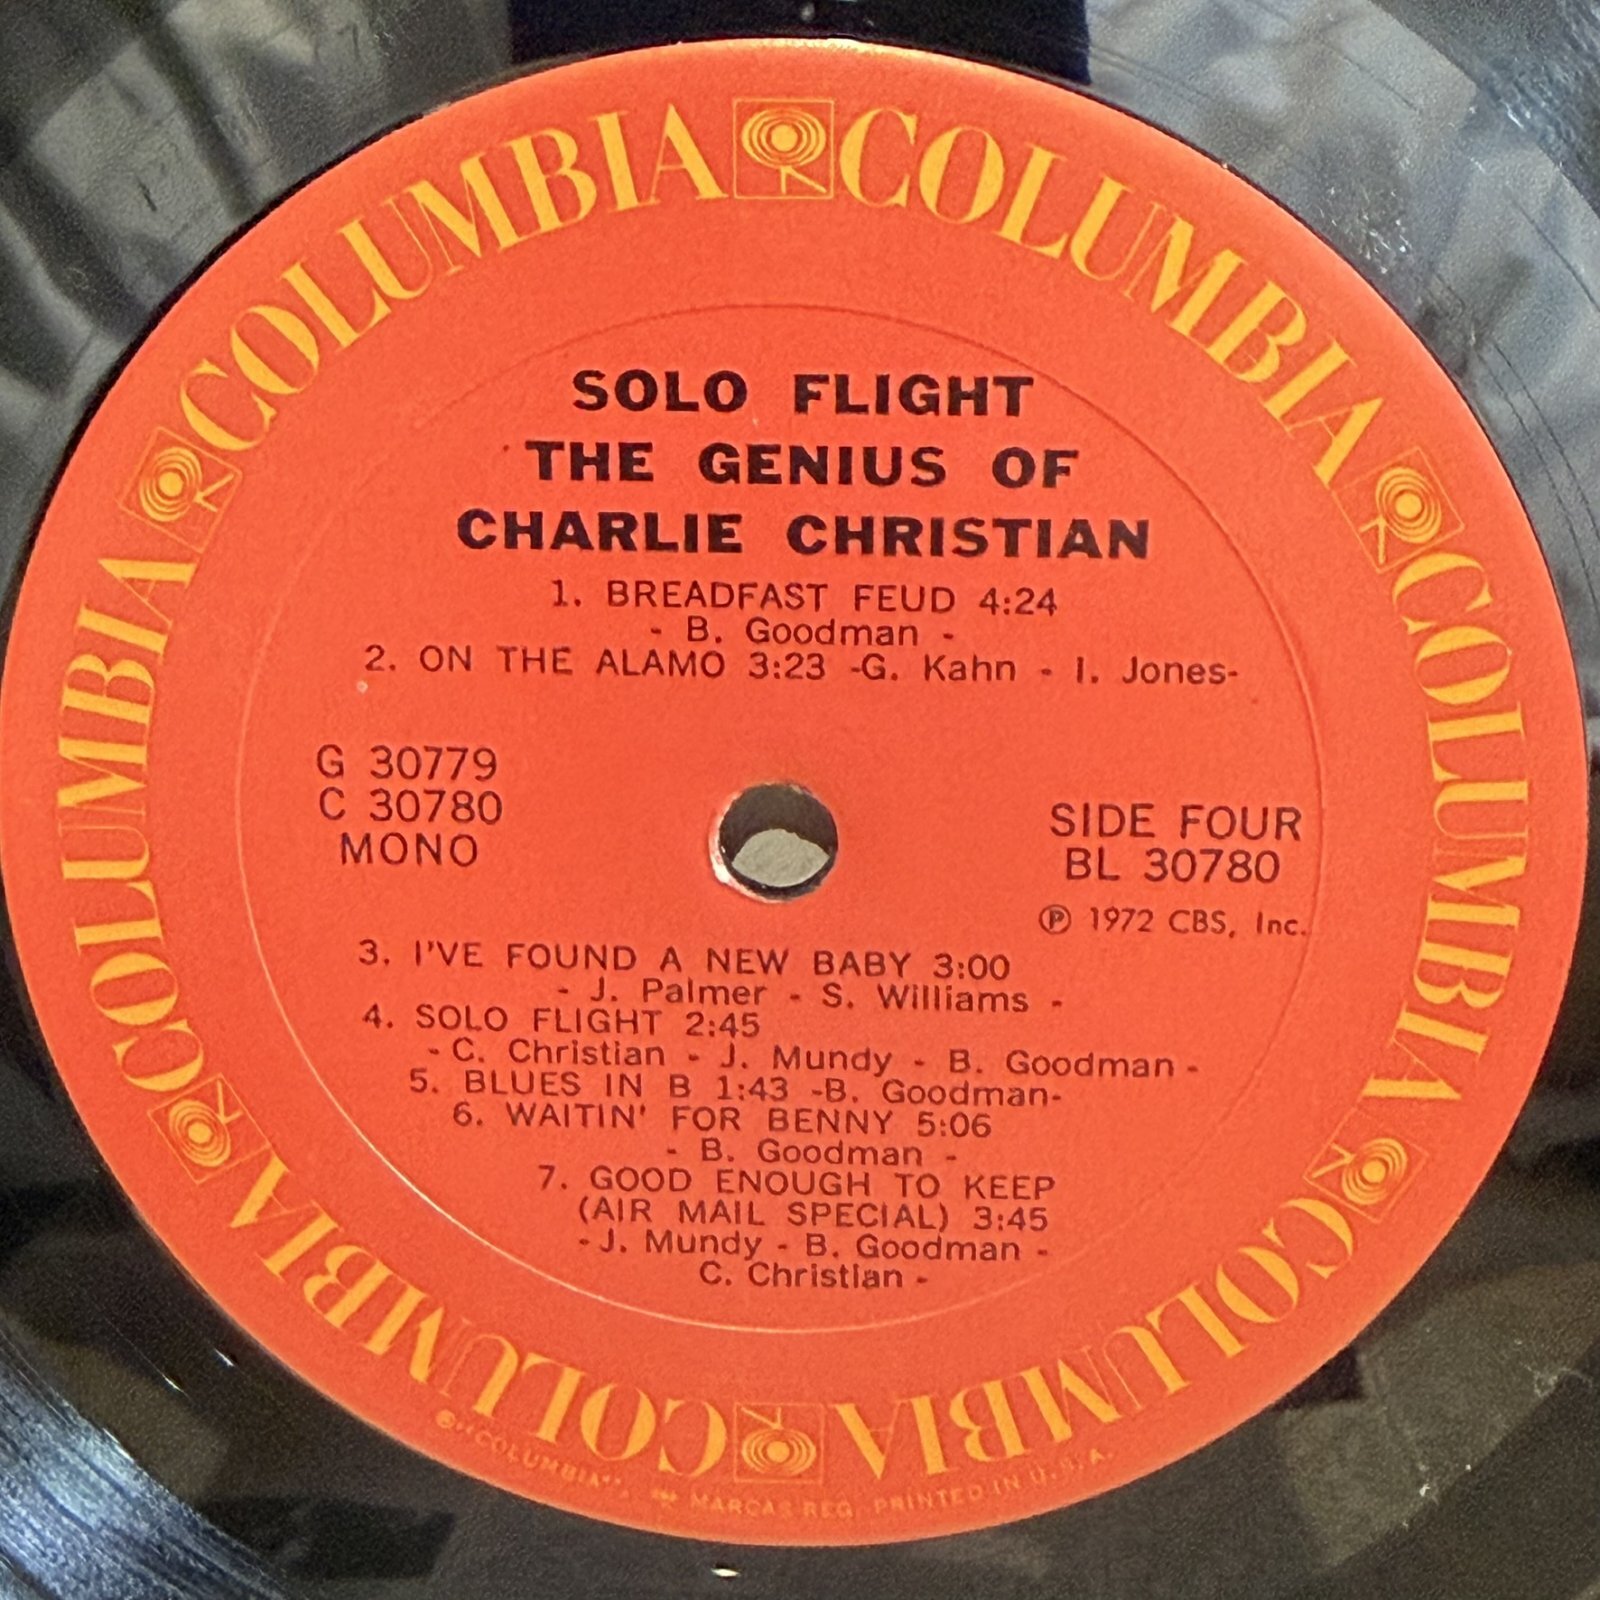 COLUMBIA COLUMBIA COLUMBIA COLUMBIA COLUMBIA COLUMBIA
SOLO FLIGHT
THE GENIUS OF
CHARLIE CHRISTIAN
1. BREADFAST FEUD 4:24
- B. Goodman -
2. ON THE ALAMO 3:23 -G. Kahn - I. Jones-
G 30779
C 30780
MONO
SIDE FOUR
BL 30780
℗ 1972 CBS, Inc.
3. I'VE FOUND A NEW BABY 3:00
- J. Palmer - S. Williams -
4. SOLO FLIGHT 2:45
- C. Christian - J. Mundy - B. Goodman -
5. BLUES IN B 1:43 -B. Goodman-
6. WAITIN' FOR BENNY 5:06
- B. Goodman -
7. GOOD ENOUGH TO KEEP
(AIR MAIL SPECIAL) 3:45
- J. Mundy - B. Goodman -
C. Christian -
"COLUMBIA", MARCAS REG. PRINTED IN U.S.A.